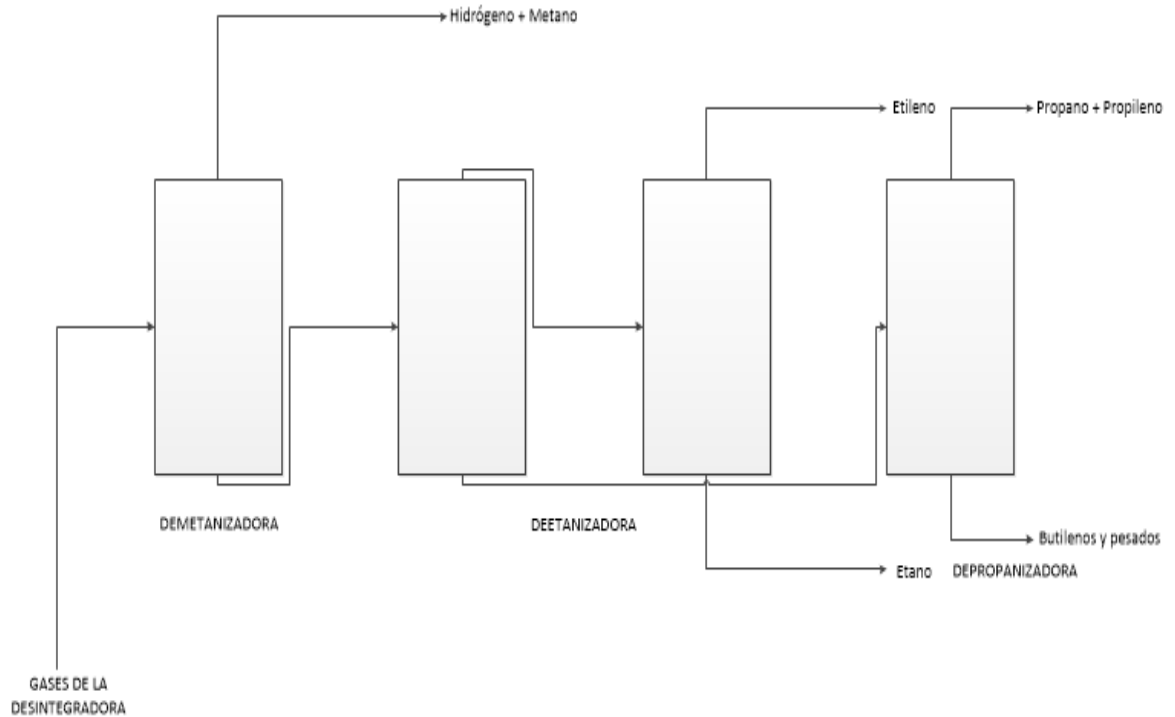 Hidrógeno + Metano
Etileno
Propano + Propileno
DEMETANIZADORA
DEETANIZADORA
Butilenos y pesados
Etano
DEPROPANIZADORA
GASES DE LA
DESINTEGRADORA